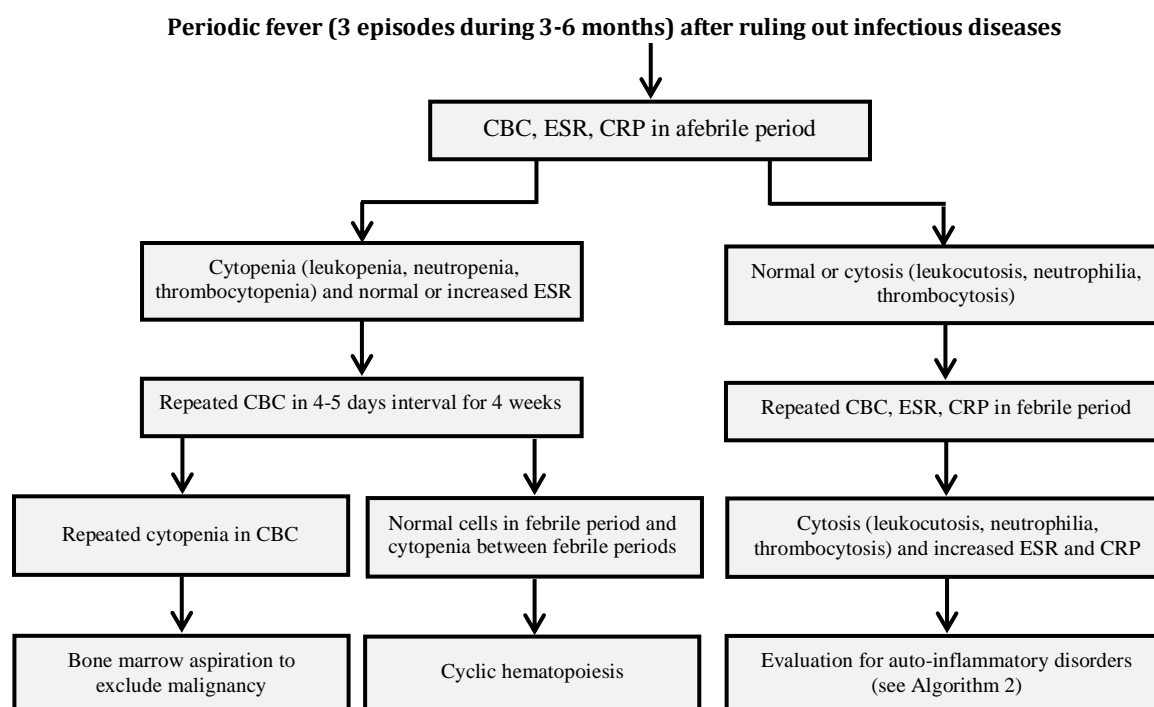 Periodic fever (3 episodes during 3-6 months) after ruling out infectious diseases
CBC, ESR, CRP in afebrile period
Cytopenia (leukopenia, neutropenia,
thrombocytopenia) and normal or increased ESR
Normal or cytosis (leukocutosis, neutrophilia,
thrombocytosis)
Repeated CBC in 4-5 days interval for 4 weeks
Repeated CBC, ESR, CRP in febrile period
Repeated cytopenia in CBC
Normal cells in febrile period and
cytopenia between febrile periods
Cytosis (leukocutosis, neutrophilia,
thrombocytosis) and increased ESR and CRP
Bone marrow aspiration to
exclude malignancy
Cyclic hematopoiesis
Evaluation for auto-inflammatory disorders
(see Algorithm 2)